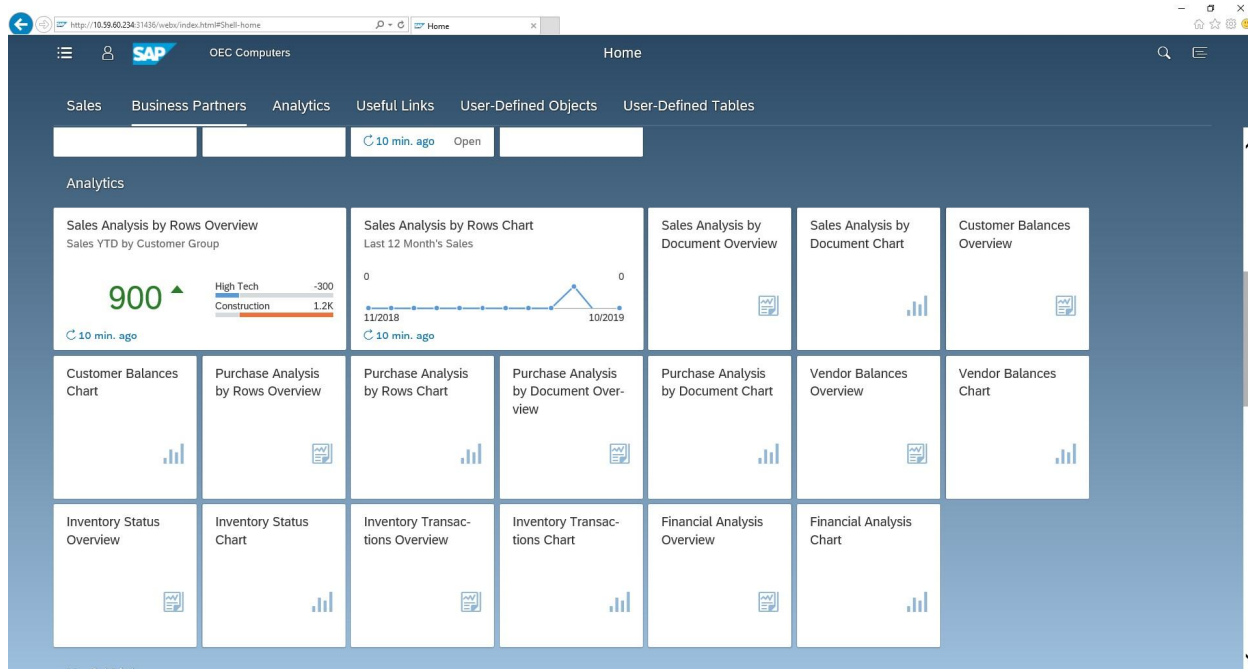 http://10.59.60.234:31436/webx/index.html#Shell-home
Home
SAP
OEC Computers
Home
Sales
Business Partners
Analytics
Useful Links
User-Defined Objects
User-Defined Tables
10 min. ago
Open
Analytics
Sales Analysis by Rows Overview
Sales YTD by Customer Group
900
High Tech -300
Construction 1.2K
10 min. ago
Sales Analysis by Rows Chart
Last 12 Month's Sales
0 0
11/2018 10/2019
10 min. ago
Sales Analysis by
Document Overview
Sales Analysis by
Document Chart
Customer Balances
Overview
Customer Balances
Chart
Purchase Analysis
by Rows Overview
Purchase Analysis
by Rows Chart
Purchase Analysis
by Document Over-
view
Purchase Analysis
by Document Chart
Vendor Balances
Overview
Vendor Balances
Chart
Inventory Status
Overview
Inventory Status
Chart
Inventory Transac-
tions Overview
Inventory Transac-
tions Chart
Financial Analysis
Overview
Financial Analysis
Chart